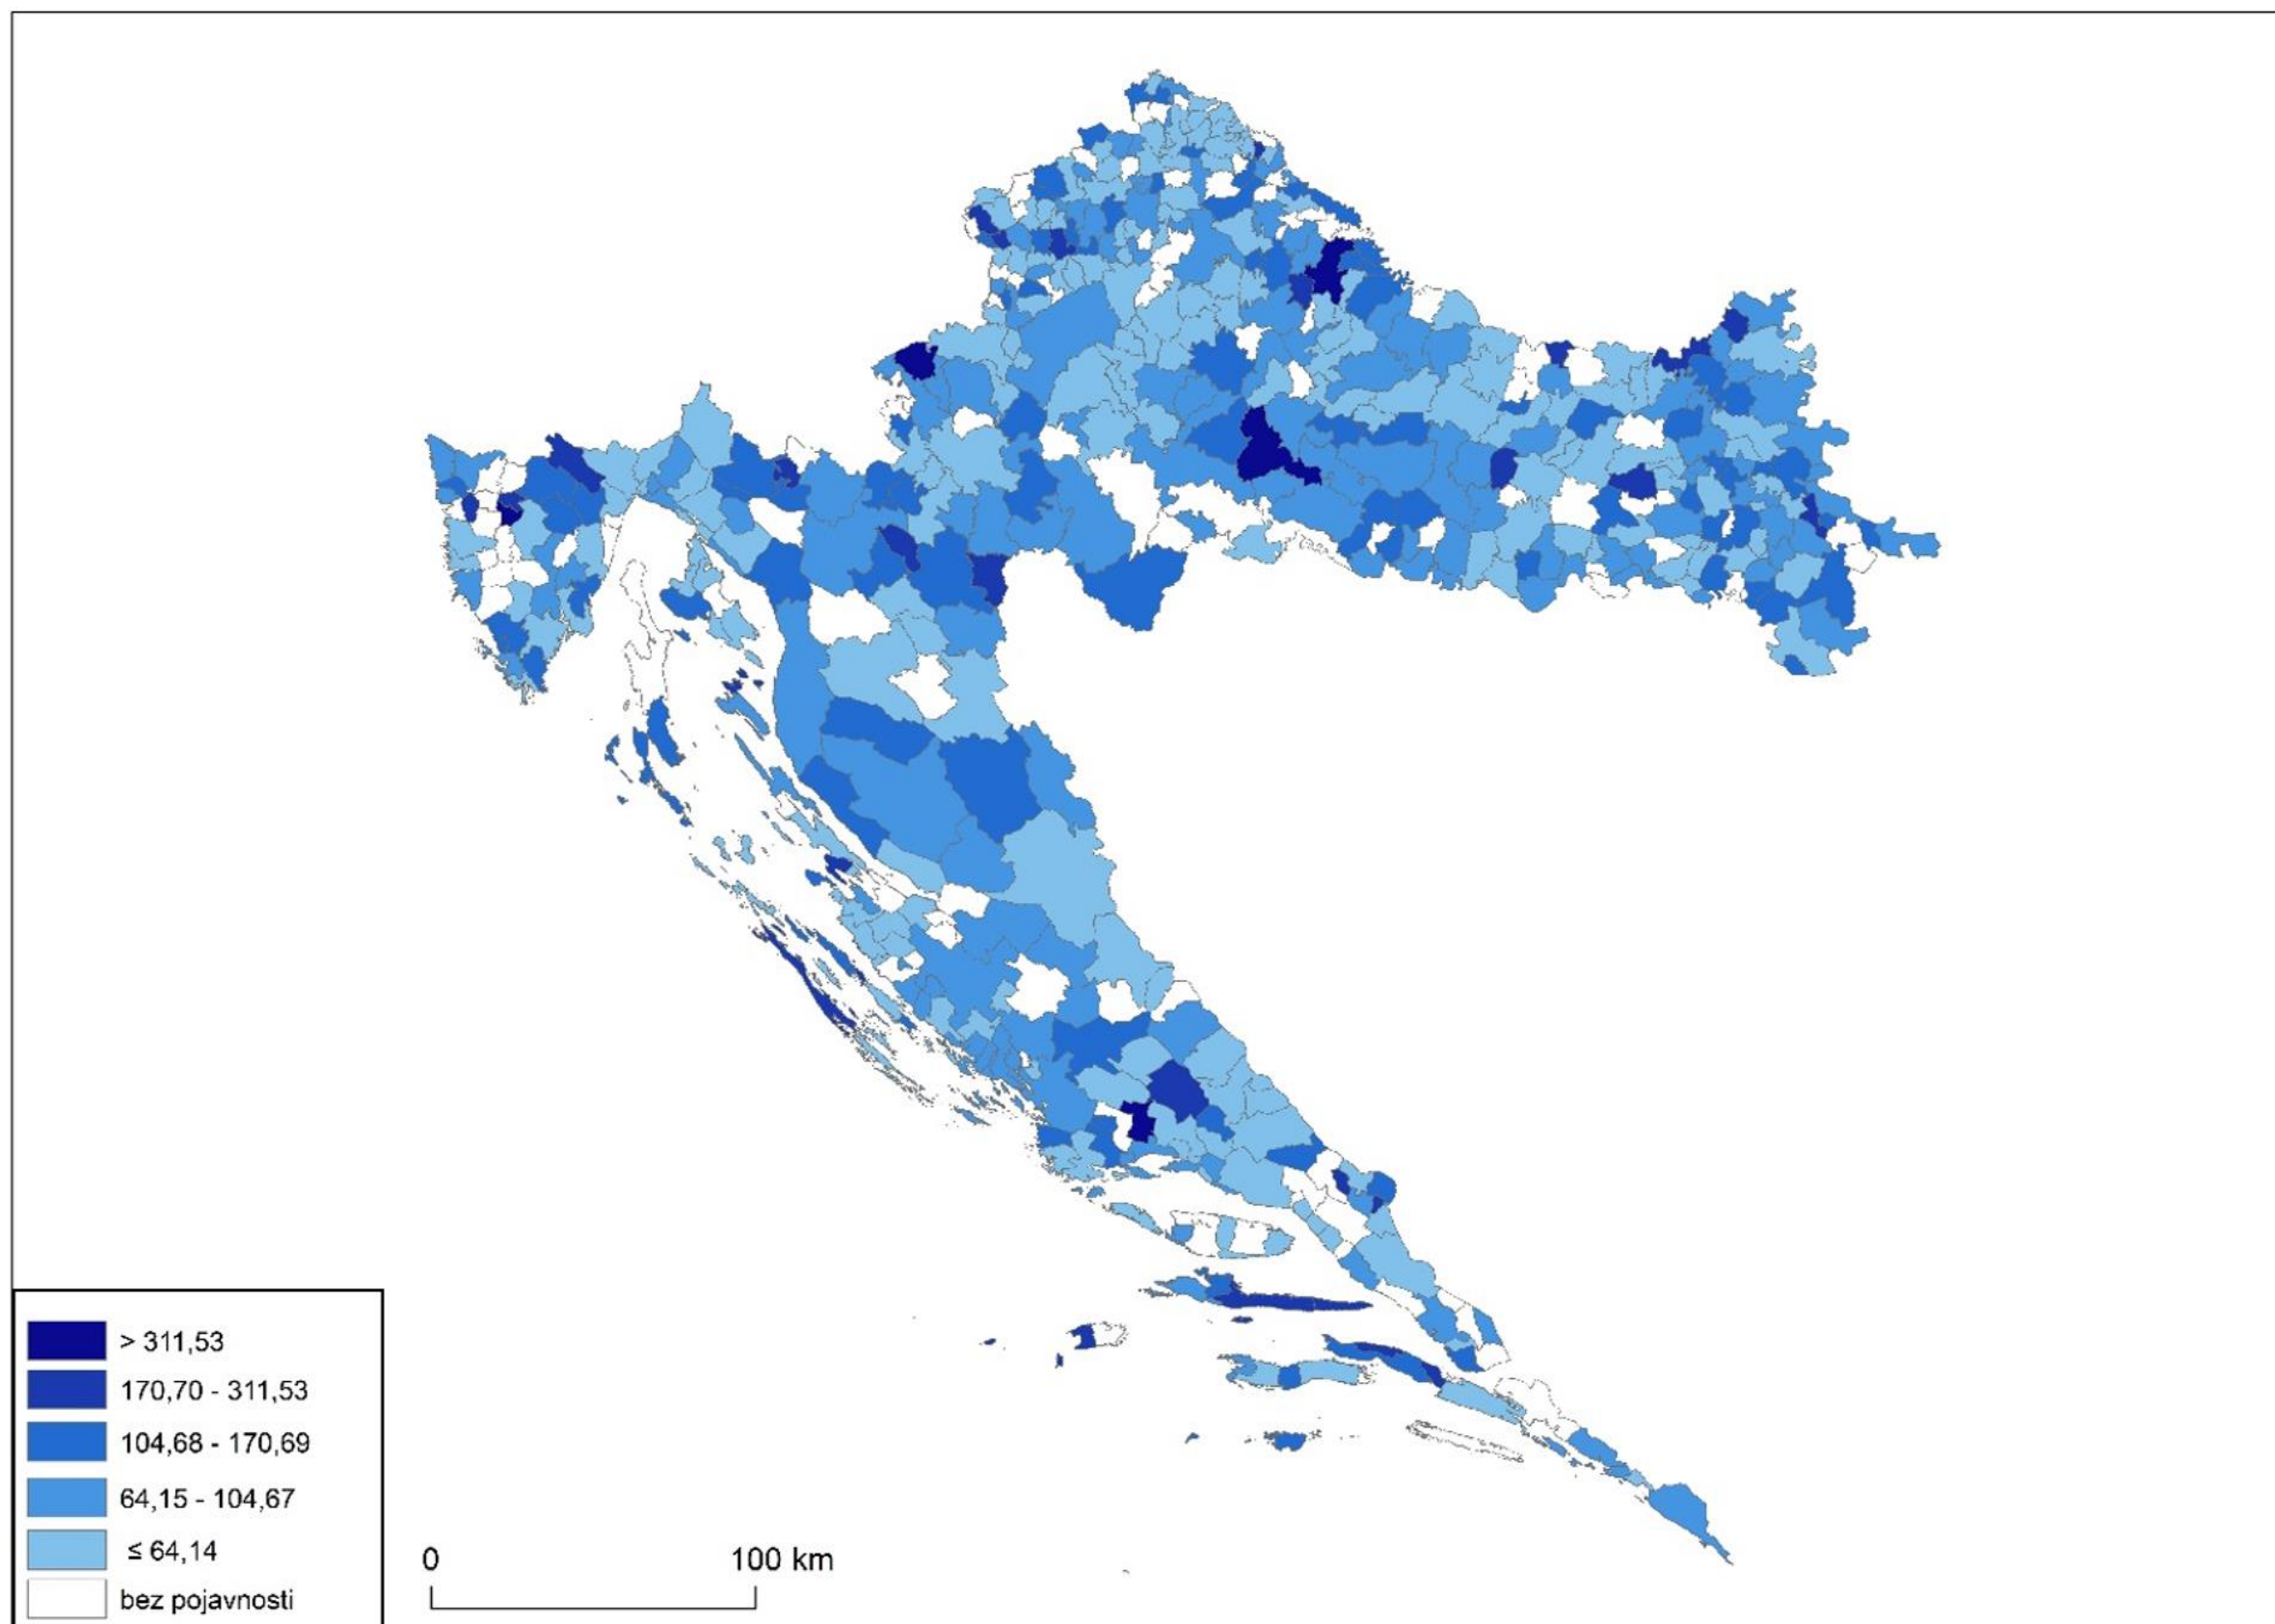 > 311,53
170,70 - 311,53
104,68 - 170,69
64,15 - 104,67
≤ 64,14
bez pojavnosti
0 100 km